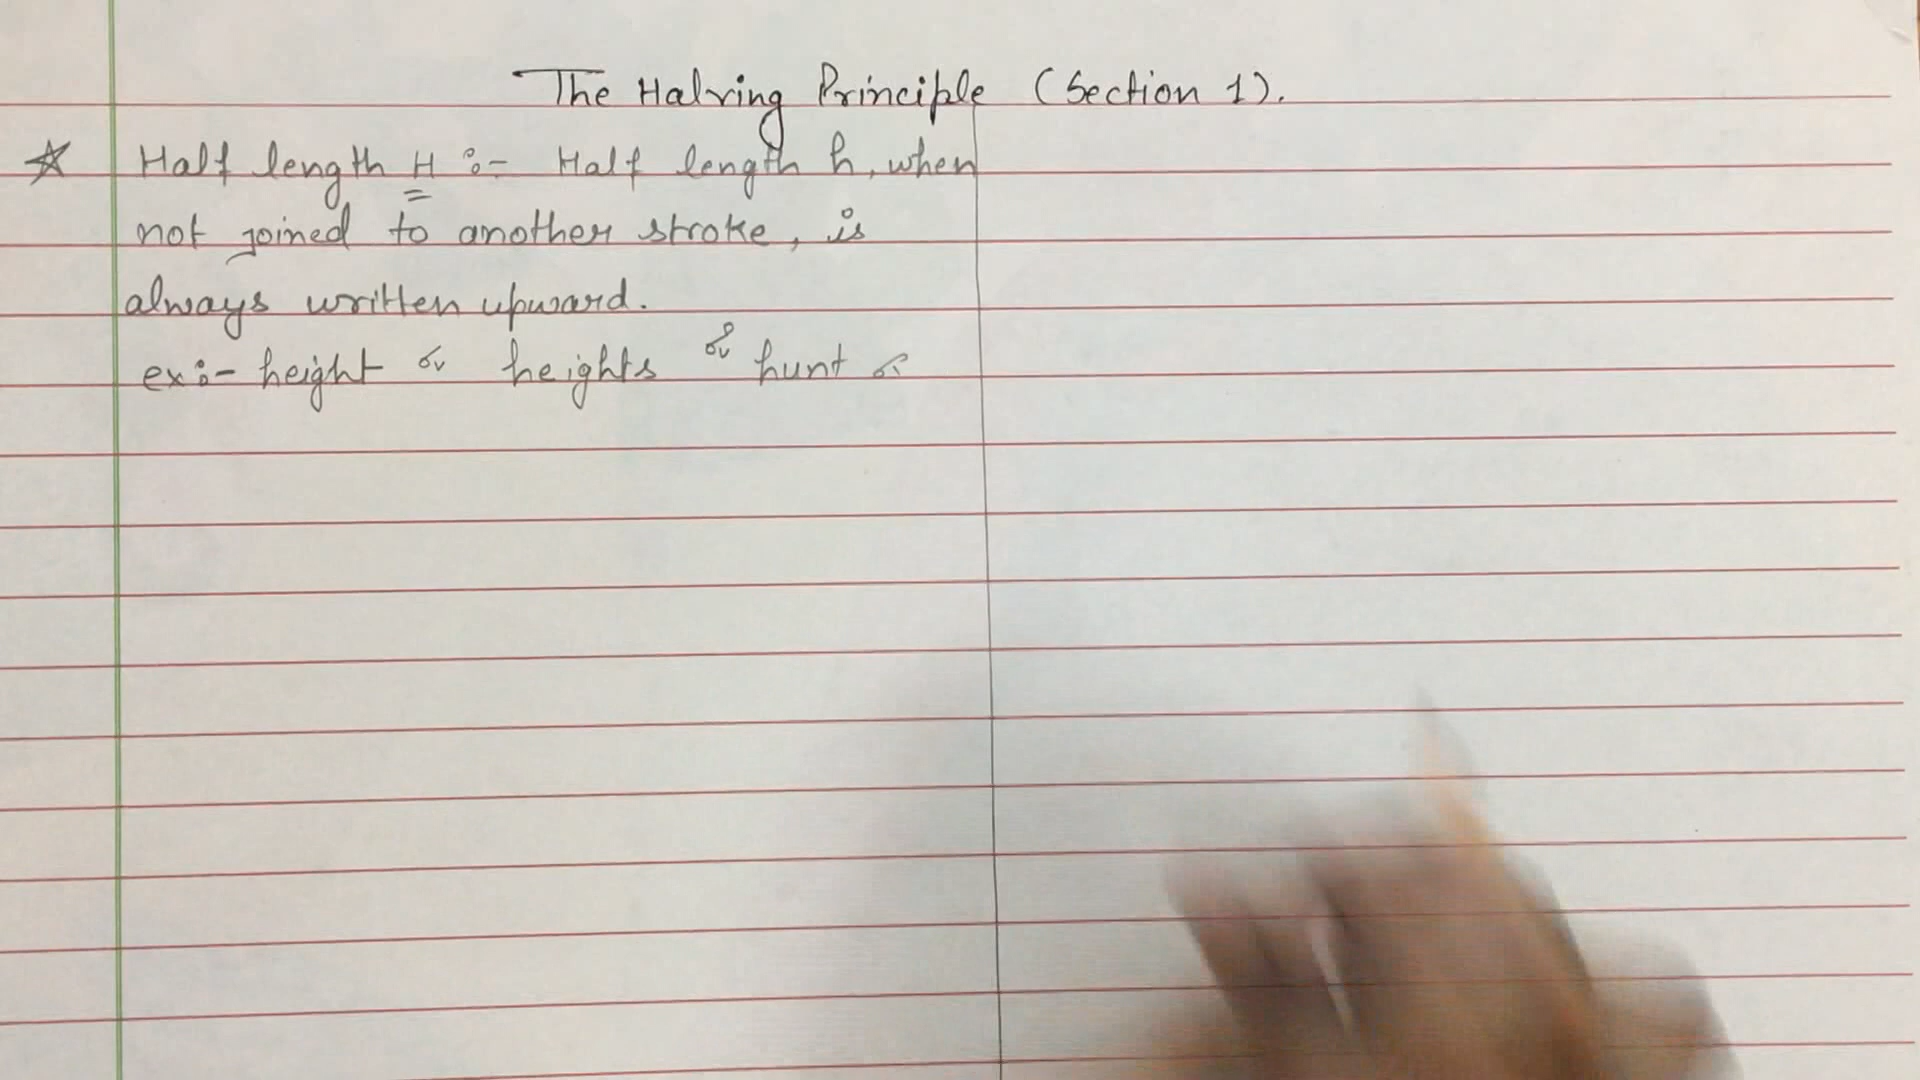 The Halving Principle (Section 1).
☆ Half length H :- Half length h, when
not joined to another stroke, is
always written upward.
ex:- height heights hunt